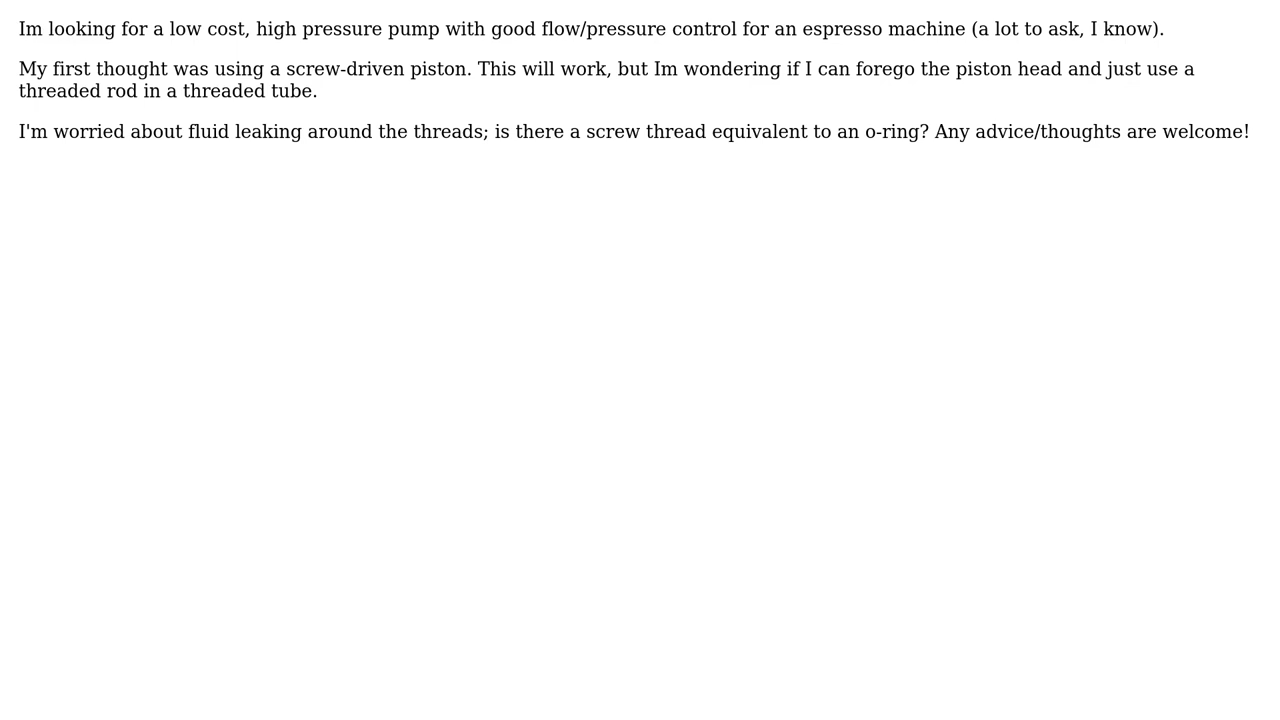 Im looking for a low cost, high pressure pump with good flow/pressure control for an espresso machine (a lot to ask, I know).
My first thought was using a screw-driven piston. This will work, but Im wondering if I can forego the piston head and just use a
threaded rod in a threaded tube.
I'm worried about fluid leaking around the threads; is there a screw thread equivalent to an o-ring? Any advice/thoughts are welcome!